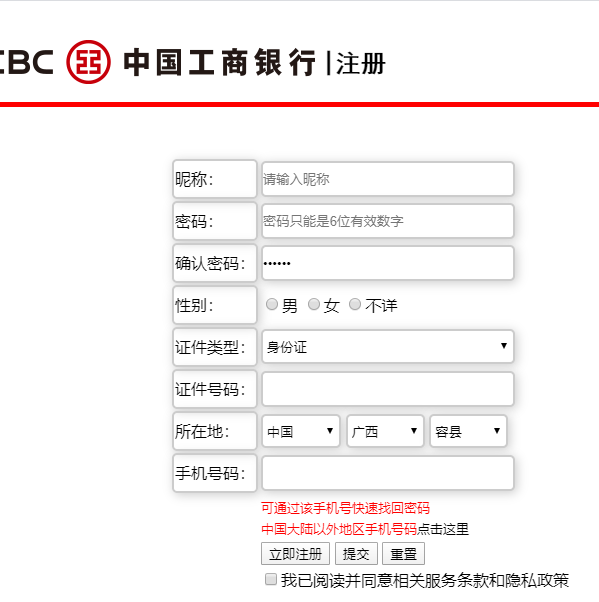 ICBC 中国工商银行 |注册
昵称： 请输入昵称
密码： 密码只能是6位有效数字
确认密码： ••••••
性别： 男 女 不详
证件类型： 身份证
证件号码：
所在地： 中国 广西 容县
手机号码：
可通过该手机号快速找回密码
中国大陆以外地区手机号码点击这里
立即注册 提交 重置
我已阅读并同意相关服务条款和隐私政策